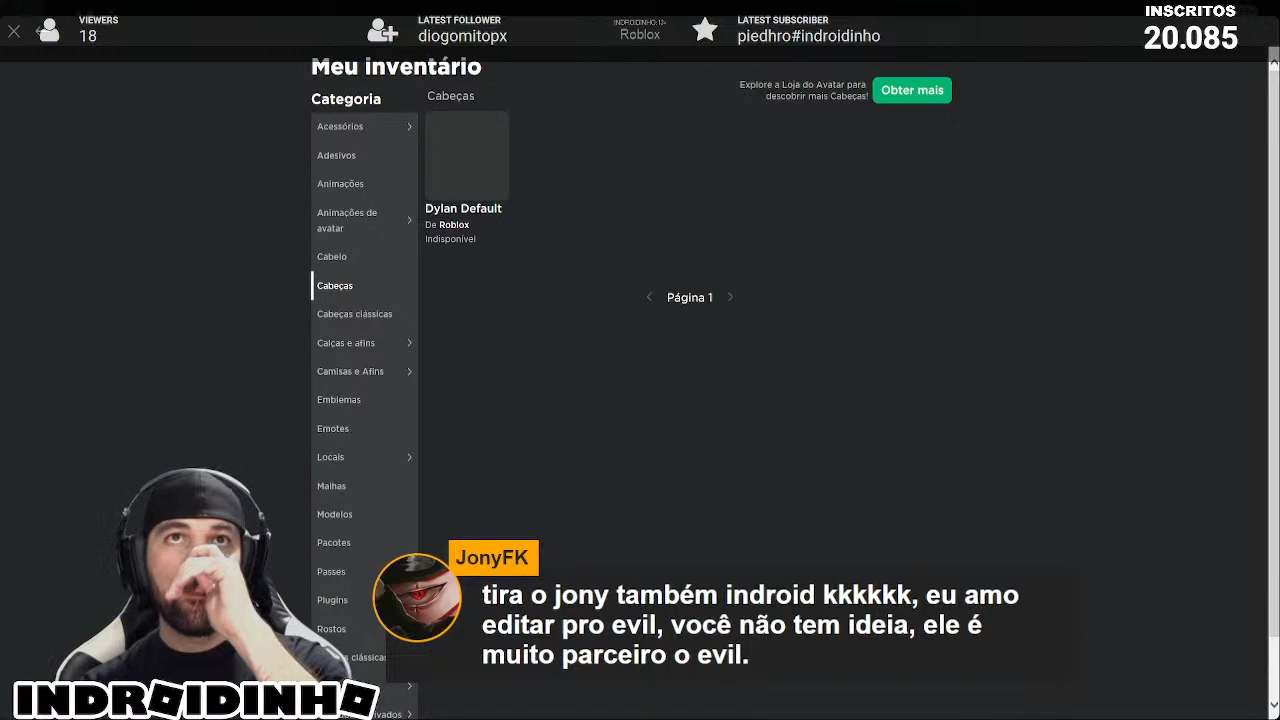 VIEWERS
18
LATEST FOLLOWER
diogomitopx
INDROIDINHO:13+
Roblox
LATEST SUBSCRIBER
piedhro#indroidinho
INSCRITOS
20.085
Meu inventário
Categoria
Acessórios
Adesivos
Animações
Animações de
avatar
Cabelo
Cabeças
Cabeças clássicas
Calças e afins
Camisas e Afins
Emblemas
Emotes
Locais
Malhas
Modelos
Pacotes
Passes
Plugins
Rostos
clássicas
Cabeças
Explore a Loja do Avatar para
descobrir mais Cabeças!
Obter mais
Dylan Default
De Roblox
Indisponível
Página 1
JonyFK
tira o jony também indroid kkkkkk, eu amo
editar pro evil, você não tem ideia, ele é
muito parceiro o evil.
INDROIDINHO